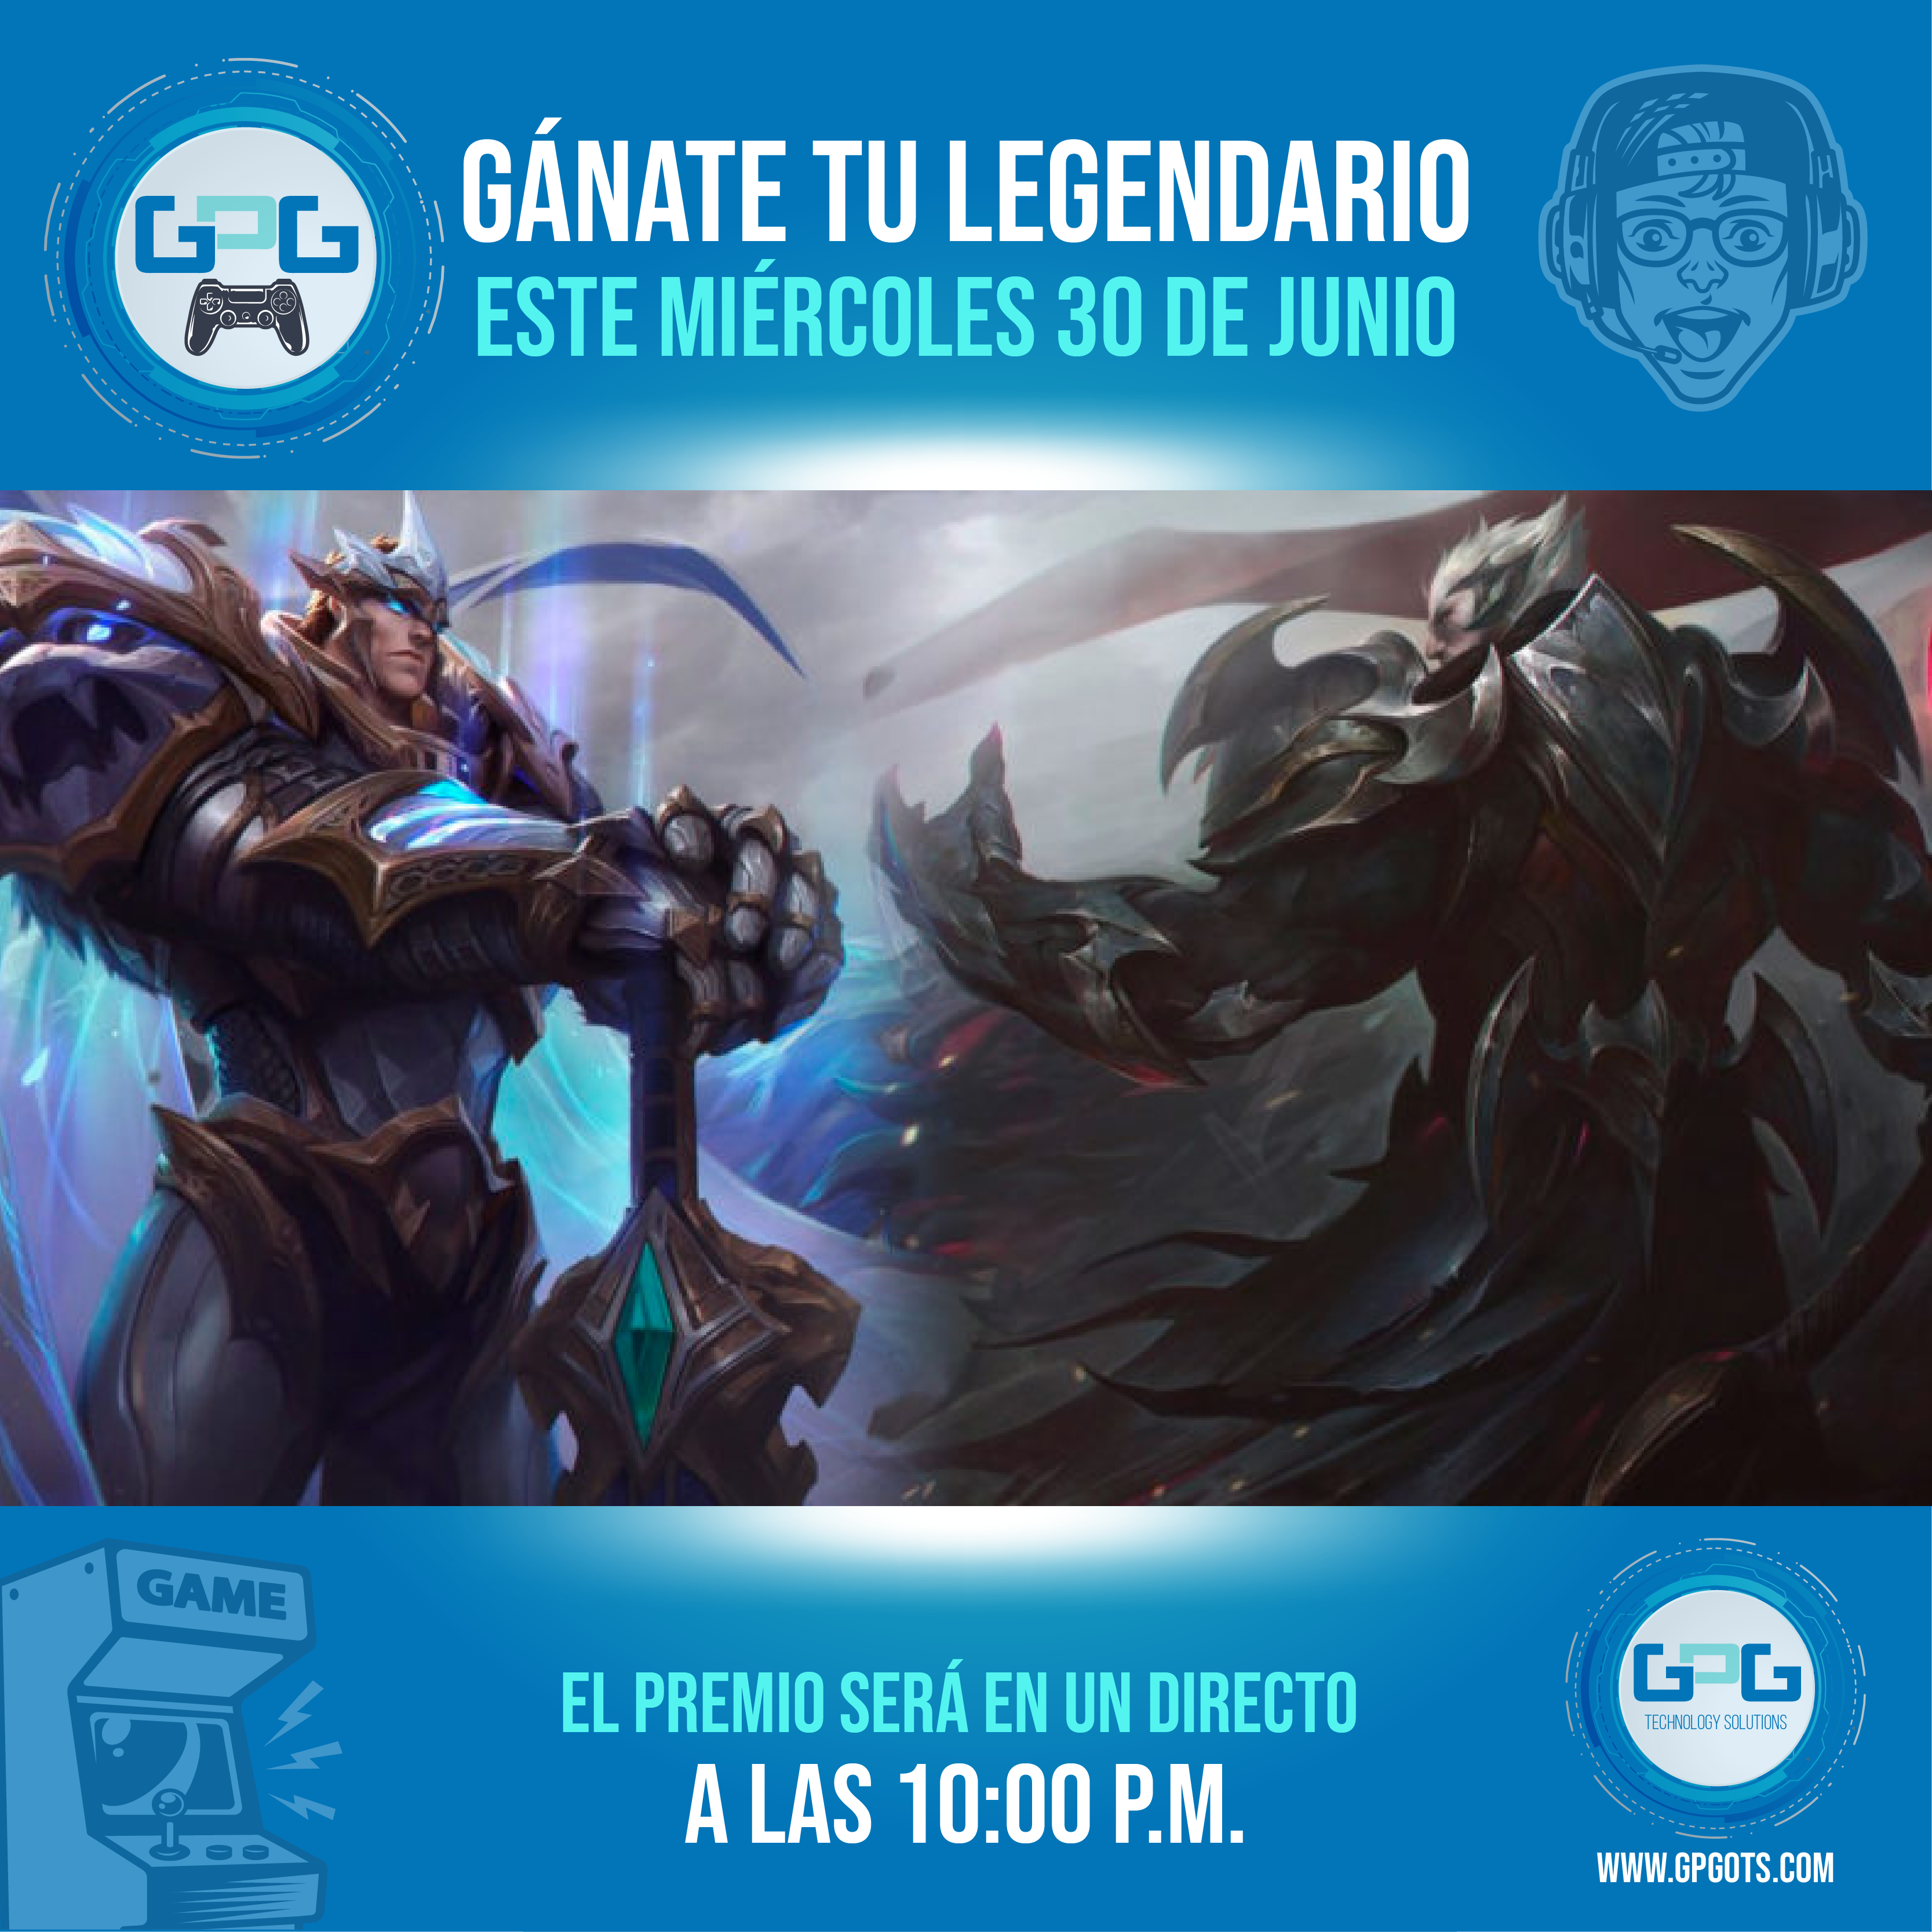 GPG
GÁNATE TU LEGENDARIO
ESTE MIÉRCOLES 30 DE JUNIO
GAME
EL PREMIO SERÁ EN UN DIRECTO
A LAS 10:00 P.M.
GPG
TECHNOLOGY SOLUTIONS
WWW.GPGOTS.COM